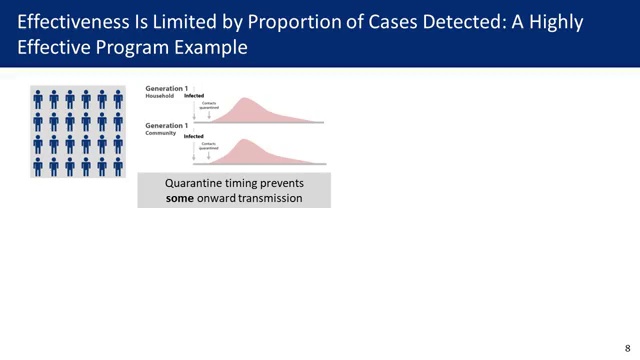 Effectiveness Is Limited by Proportion of Cases Detected: A Highly
Effective Program Example
Generation 1
Household
Infected
Contacts
quarantined
Generation 1
Community
Infected
Contacts
quarantined
Quarantine timing prevents
some onward transmission
8